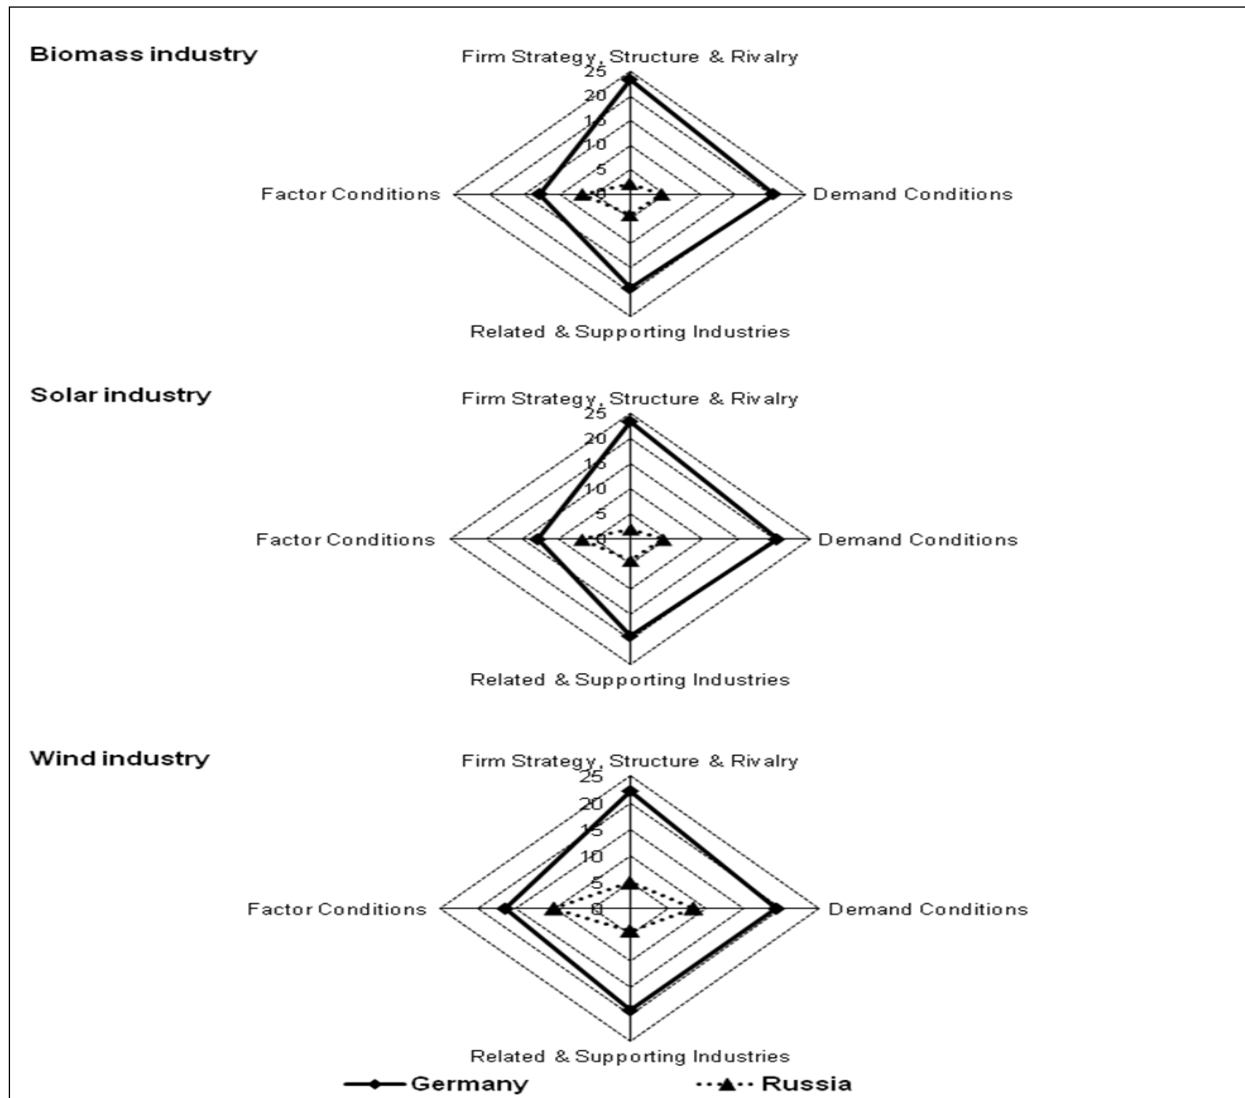 Biomass industry
Firm Strategy, Structure & Rivalry
25
20
15
10
5
0
Factor Conditions
Demand Conditions
Related & Supporting Industries
Solar industry
Firm Strategy, Structure & Rivalry
25
20
15
10
5
0
Factor Conditions
Demand Conditions
Related & Supporting Industries
Wind industry
Firm Strategy, Structure & Rivalry
25
20
15
10
5
0
Factor Conditions
Demand Conditions
Related & Supporting Industries
Germany
Russia